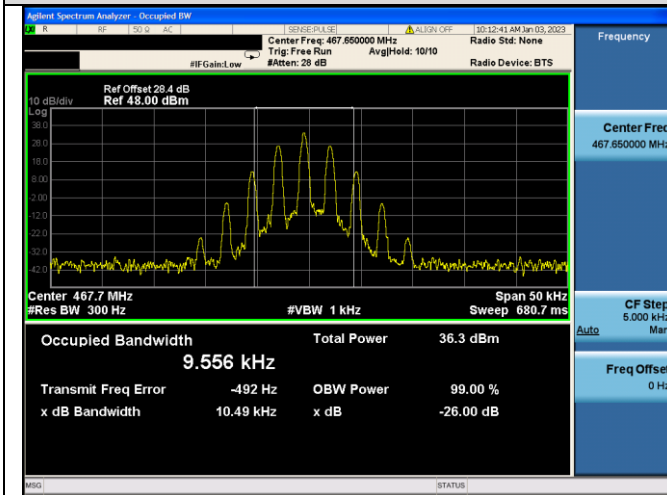 Agilent Spectrum Analyzer - Occupied BW
R RF 50 Ω AC SENSE:PULSE ALIGN OFF 10:12:41 AM Jan 03, 2023
Center Freq: 467.650000 MHz Radio Std: None
Trig: Free Run Avg|Hold: 10/10
#IFGain:Low #Atten: 28 dB Radio Device: BTS
Frequency
Ref Offset 28.4 dB
10 dB/div Ref 48.00 dBm
Log
38.0
28.0
18.0
8.00
-2.00
-12.0
-22.0
-32.0
-42.0
Center 467.7 MHz Span 50 kHz
#Res BW 300 Hz #VBW 1 kHz Sweep 680.7 ms
Occupied Bandwidth Total Power 36.3 dBm
9.556 kHz
Transmit Freq Error -492 Hz OBW Power 99.00 %
x dB Bandwidth 10.49 kHz x dB -26.00 dB
Center Freq
467.650000 MHz
CF Step
5.000 kHz
Auto Man
Freq Offset
0 Hz
MSG STATUS